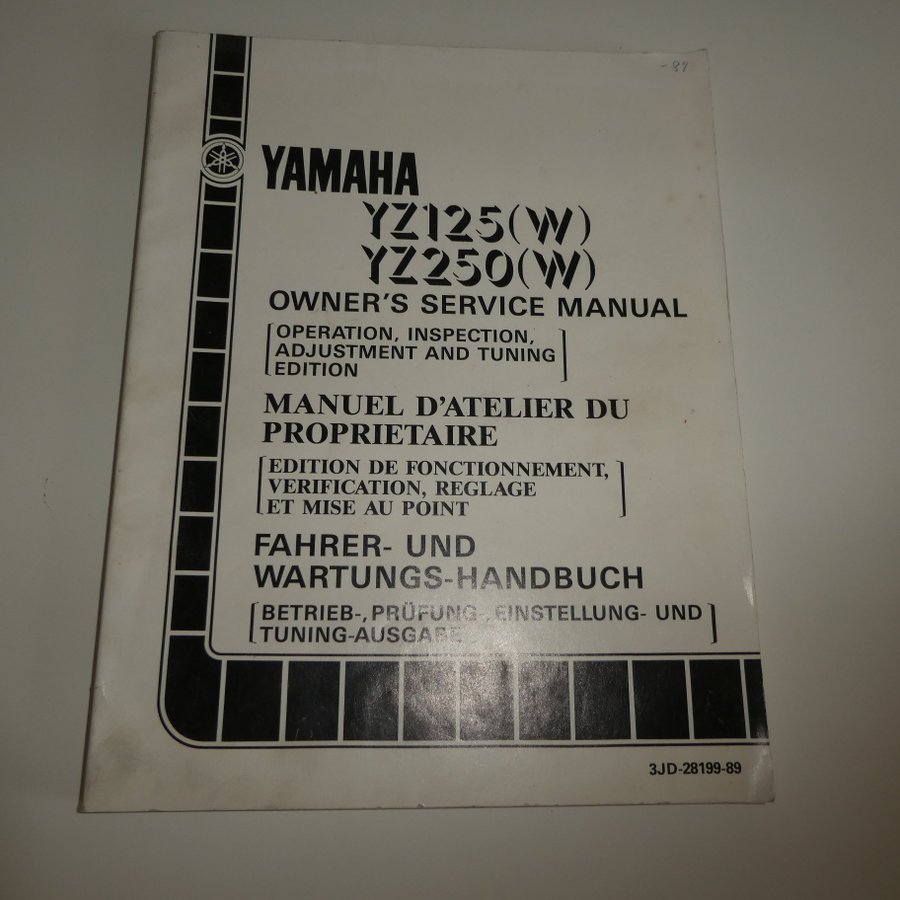 -89
YAMAHA
YZ125(W)
YZ250(W)
OWNER'S SERVICE MANUAL
[OPERATION, INSPECTION,
ADJUSTMENT AND TUNING
EDITION]
MANUEL D'ATELIER DU
PROPRIETAIRE
[EDITION DE FONCTIONNEMENT,
VERIFICATION, REGLAGE
ET MISE AU POINT]
FAHRER- UND
WARTUNGS-HANDBUCH
[BETRIEB-, PRÜFUNG-, EINSTELLUNG- UND
TUNING-AUSGABE]
3JD-28199-89